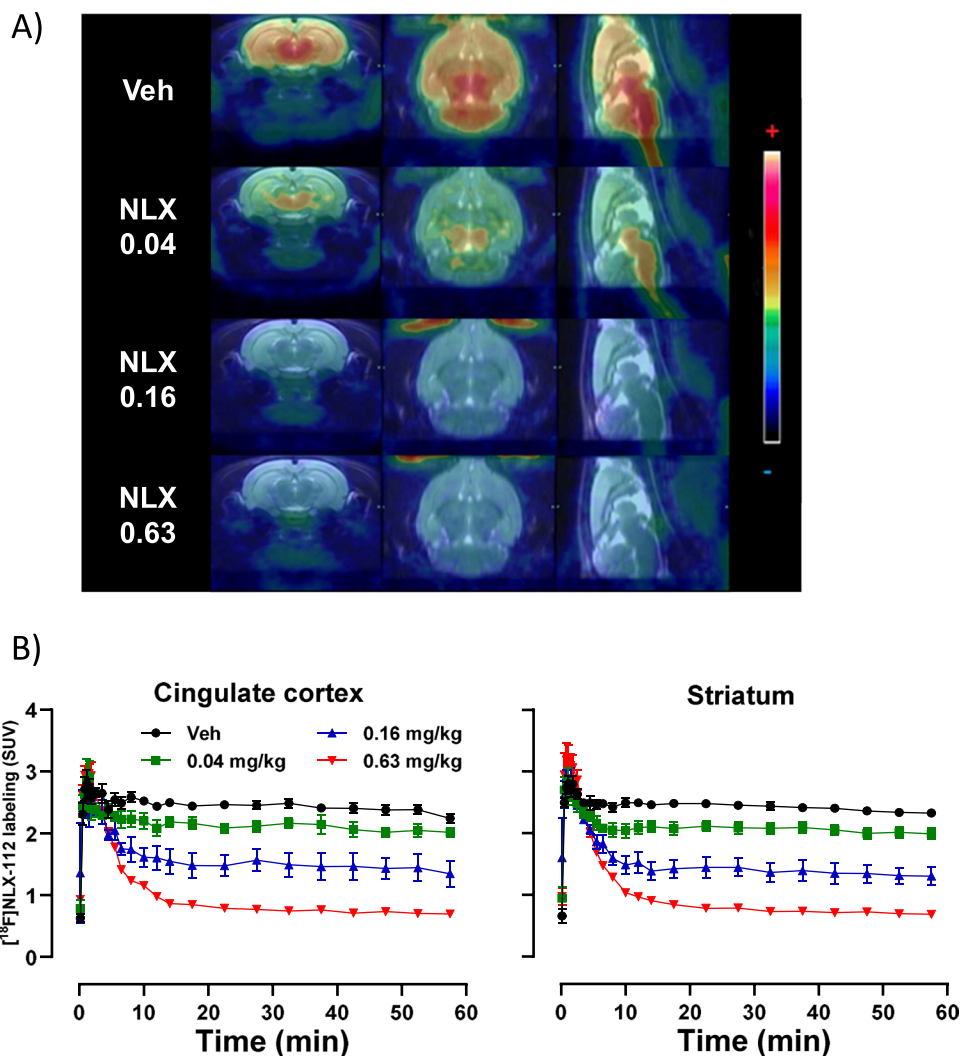 A)
Veh
NLX
0.04
NLX
0.16
NLX
0.63
+
-
B)
Cingulate cortex
Striatum
Veh
0.04 mg/kg
0.16 mg/kg
0.63 mg/kg
[¹⁸F]NLX-112 labeling (SUV)
4
3
2
1
0
0 10 20 30 40 50 60
0 10 20 30 40 50 60
Time (min)
Time (min)